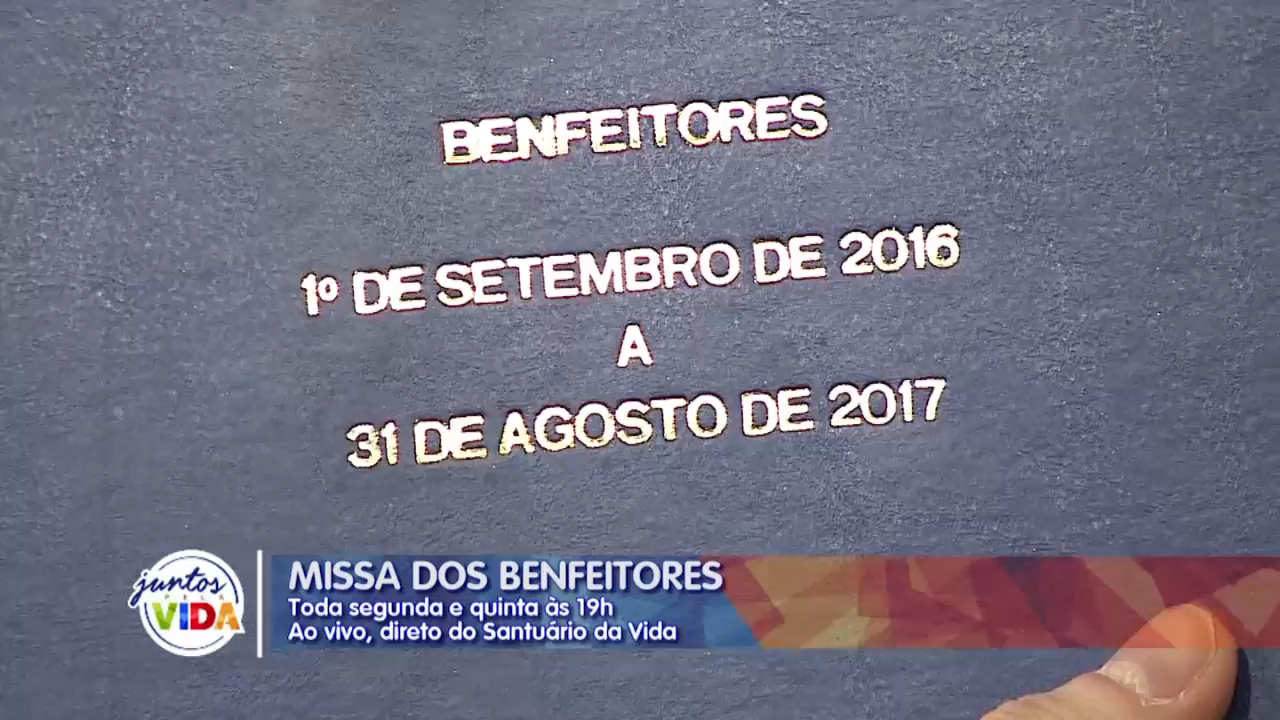 BENFEITORES
1º DE SETEMBRO DE 2016
A
31 DE AGOSTO DE 2017
juntos
PELA
VIDA
MISSA DOS BENFEITORES
Toda segunda e quinta às 19h
Ao vivo, direto do Santuário da Vida